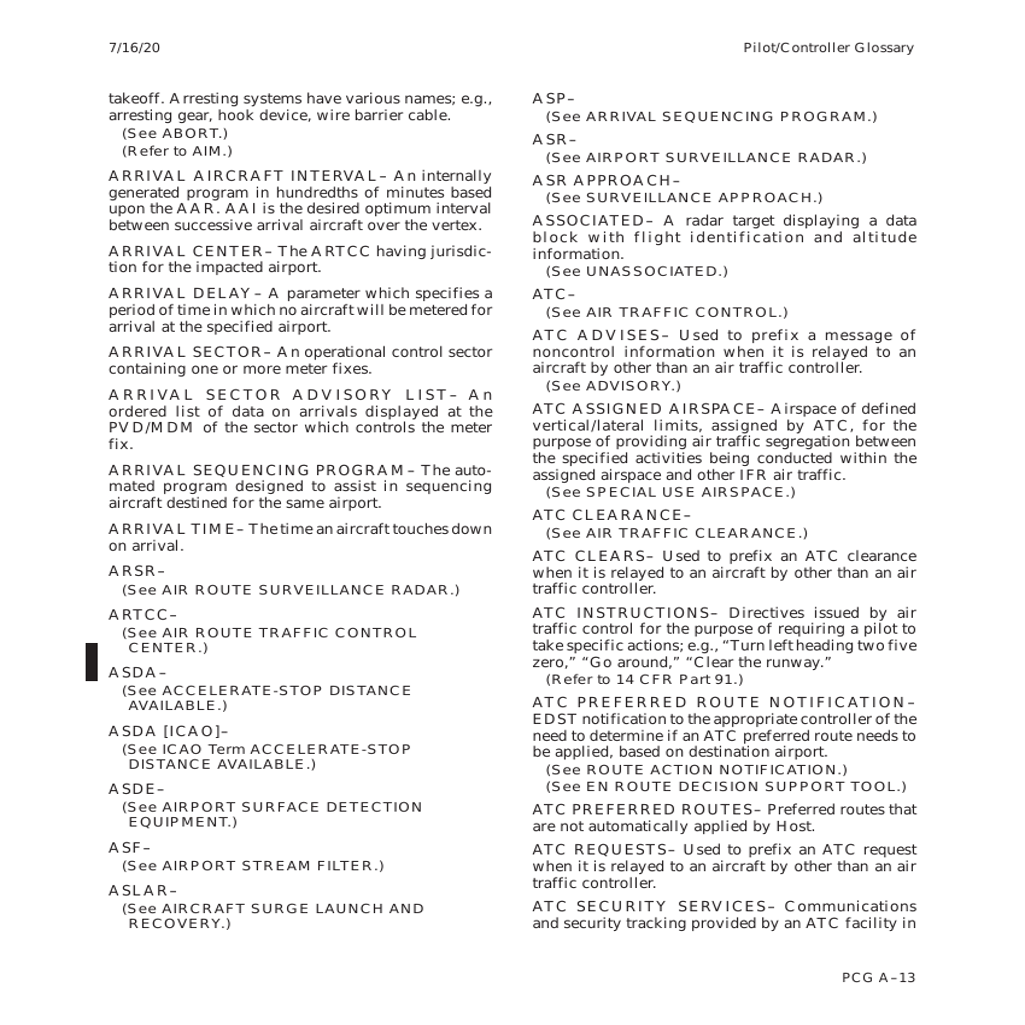 7/16/20
Pilot/Controller Glossary
takeoff. Arresting systems have various names; e.g.,
arresting gear, hook device, wire barrier cable.
(See ABORT.)
(Refer to AIM.)
ARRIVAL AIRCRAFT INTERVAL− An internally
generated program in hundredths of minutes based
upon the AAR. AAI is the desired optimum interval
between successive arrival aircraft over the vertex.
ARRIVAL CENTER− The ARTCC having jurisdic-
tion for the impacted airport.
ARRIVAL DELAY− A parameter which specifies a
period of time in which no aircraft will be metered for
arrival at the specified airport.
ARRIVAL SECTOR− An operational control sector
containing one or more meter fixes.
ARRIVAL SECTOR ADVISORY LIST− An
ordered list of data on arrivals displayed at the
PVD/MDM of the sector which controls the meter
fix.
ARRIVAL SEQUENCING PROGRAM− The auto-
mated program designed to assist in sequencing
aircraft destined for the same airport.
ARRIVAL TIME− The time an aircraft touches down
on arrival.
ARSR−
(See AIR ROUTE SURVEILLANCE RADAR.)
ARTCC−
(See AIR ROUTE TRAFFIC CONTROL
CENTER.)
ASDA−
(See ACCELERATE-STOP DISTANCE
AVAILABLE.)
ASDA [ICAO]−
(See ICAO Term ACCELERATE-STOP
DISTANCE AVAILABLE.)
ASDE−
(See AIRPORT SURFACE DETECTION
EQUIPMENT.)
ASF−
(See AIRPORT STREAM FILTER.)
ASLAR−
(See AIRCRAFT SURGE LAUNCH AND
RECOVERY.)
ASP−
(See ARRIVAL SEQUENCING PROGRAM.)
ASR−
(See AIRPORT SURVEILLANCE RADAR.)
ASR APPROACH−
(See SURVEILLANCE APPROACH.)
ASSOCIATED− A radar target displaying a data
block with flight identification and altitude
information.
(See UNASSOCIATED.)
ATC−
(See AIR TRAFFIC CONTROL.)
ATC ADVISES− Used to prefix a message of
noncontrol information when it is relayed to an
aircraft by other than an air traffic controller.
(See ADVISORY.)
ATC ASSIGNED AIRSPACE− Airspace of defined
vertical/lateral limits, assigned by ATC, for the
purpose of providing air traffic segregation between
the specified activities being conducted within the
assigned airspace and other IFR air traffic.
(See SPECIAL USE AIRSPACE.)
ATC CLEARANCE−
(See AIR TRAFFIC CLEARANCE.)
ATC CLEARS− Used to prefix an ATC clearance
when it is relayed to an aircraft by other than an air
traffic controller.
ATC INSTRUCTIONS− Directives issued by air
traffic control for the purpose of requiring a pilot to
take specific actions; e.g., “Turn left heading two five
zero,” “Go around,” “Clear the runway.”
(Refer to 14 CFR Part 91.)
ATC PREFERRED ROUTE NOTIFICATION−
EDST notification to the appropriate controller of the
need to determine if an ATC preferred route needs to
be applied, based on destination airport.
(See ROUTE ACTION NOTIFICATION.)
(See EN ROUTE DECISION SUPPORT TOOL.)
ATC PREFERRED ROUTES− Preferred routes that
are not automatically applied by Host.
ATC REQUESTS− Used to prefix an ATC request
when it is relayed to an aircraft by other than an air
traffic controller.
ATC SECURITY SERVICES− Communications
and security tracking provided by an ATC facility in
PCG A−13